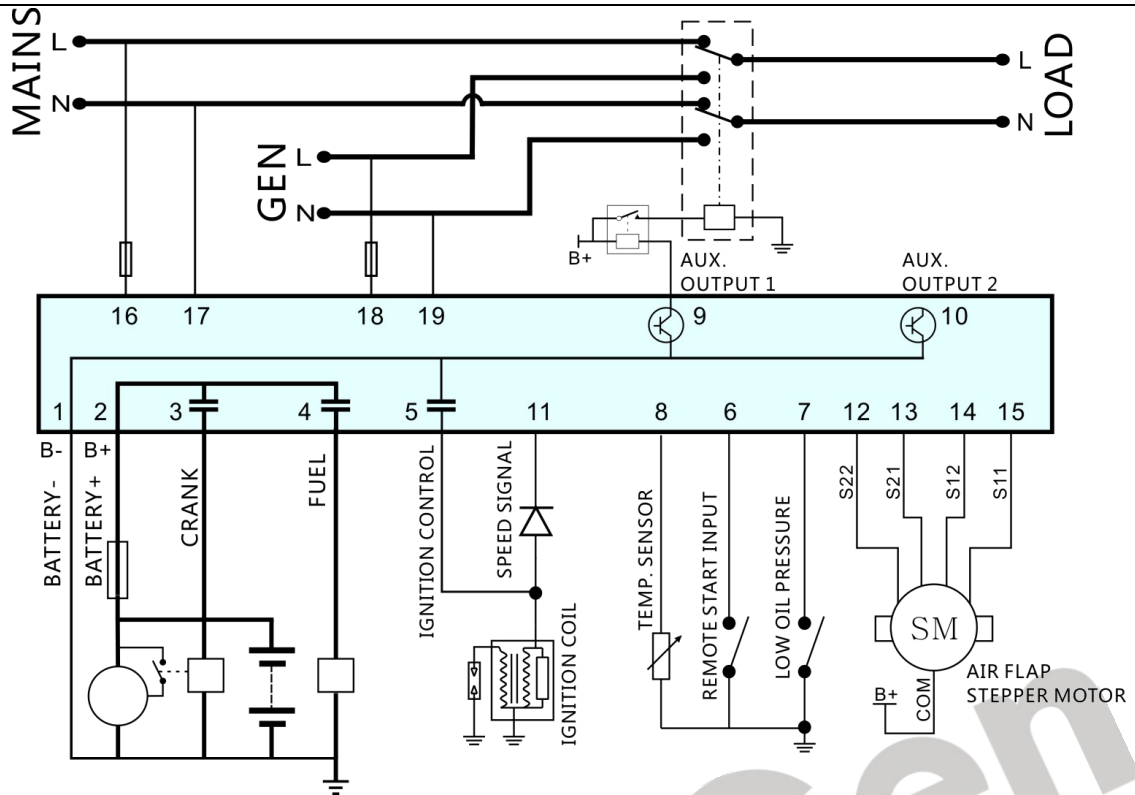 MAINS
L
N
L
N
LOAD
GEN
L
N
B+
AUX.
OUTPUT 1
AUX.
OUTPUT 2
16
17
18
19
9
10
1
2
3
4
5
11
8
6
7
12
13
14
15
B-
B+
BATTERY-
BATTERY+
CRANK
FUEL
IGNITION CONTROL
SPEED SIGNAL
IGNITION COIL
TEMP. SENSOR
REMOTE START INPUT
LOW OIL PRESSURE
S22
S21
S12
S11
SM
AIR FLAP
STEPPER MOTOR
B+
COM